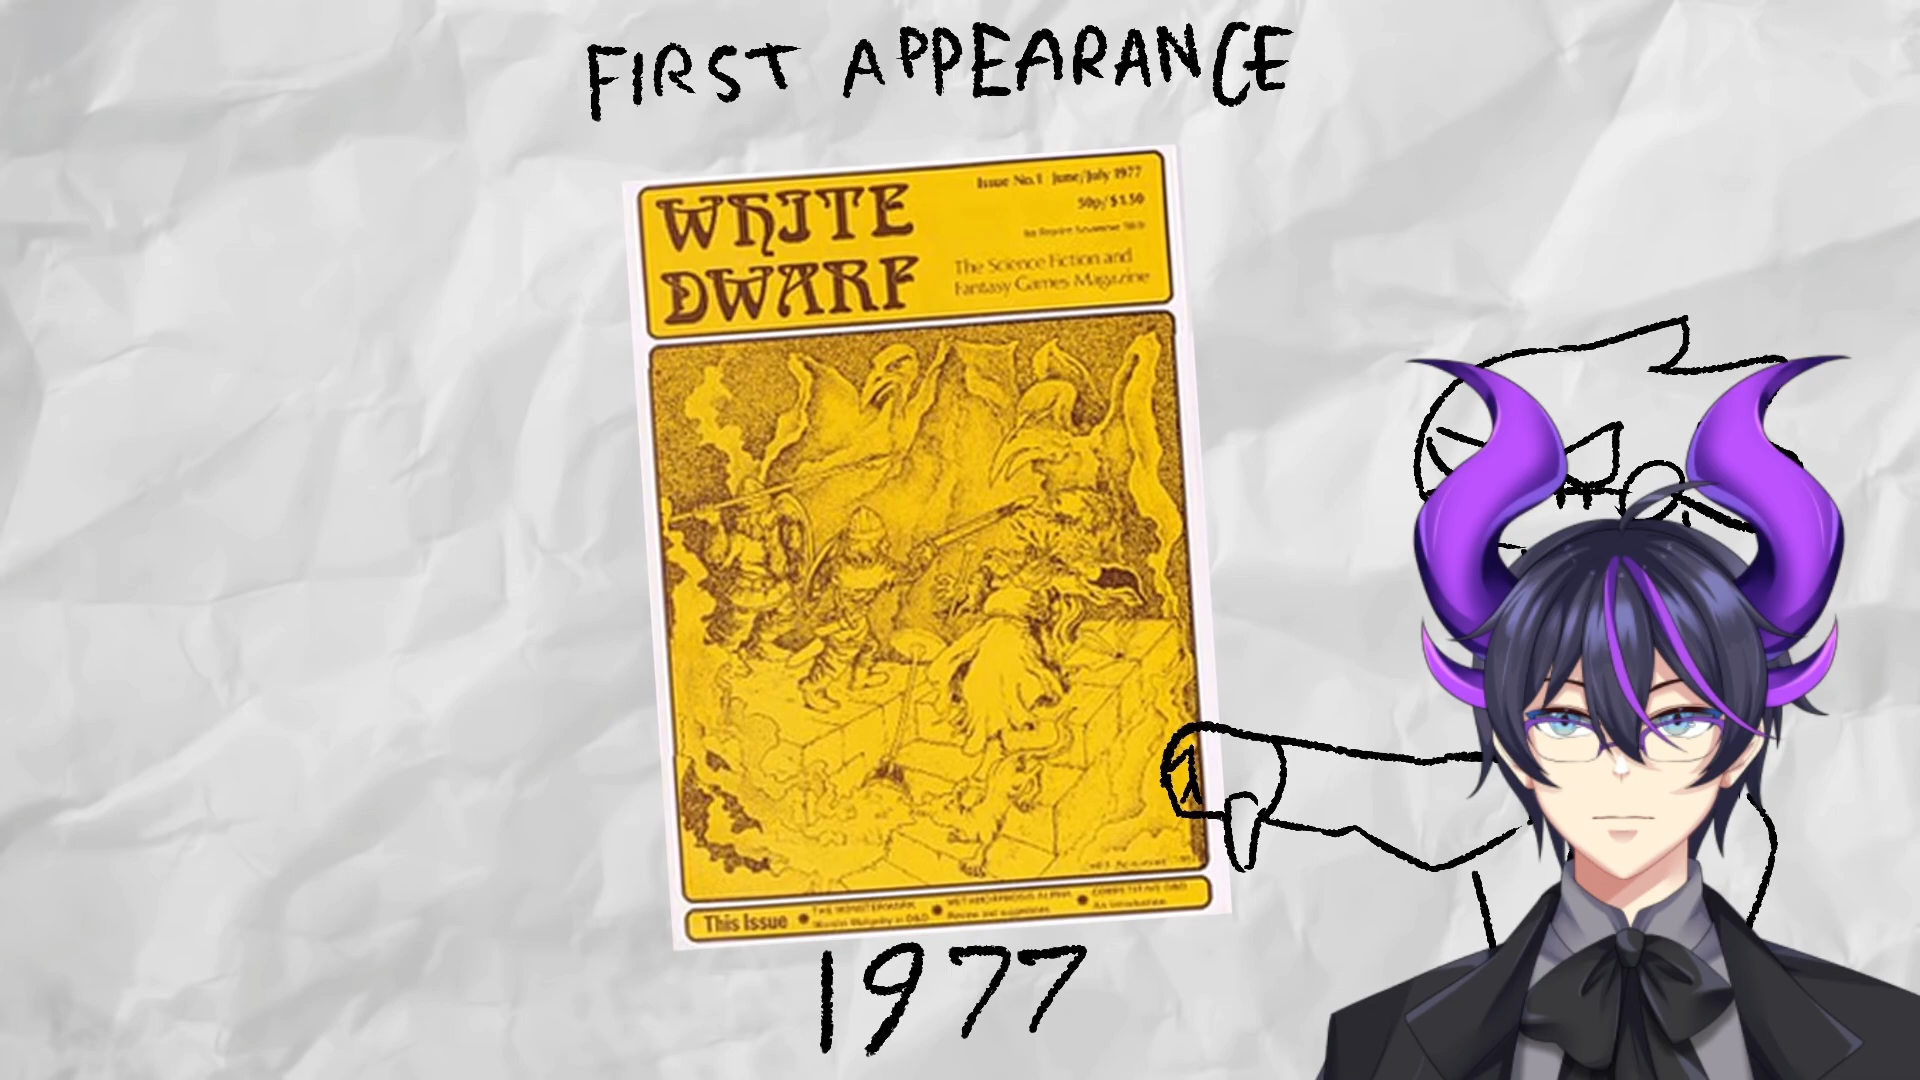 FIRST APPEARANCE
WHITE
DWARF
Issue No.1 June/July 1977
50p/$1.50
The Science Fiction and
Fantasy Games Magazine
This Issue
1977